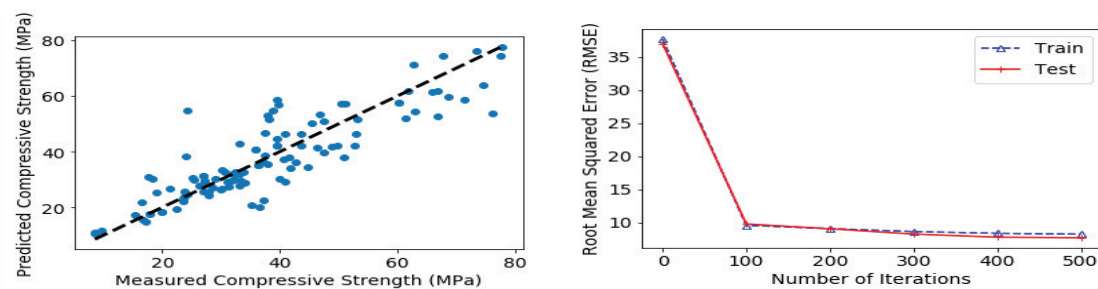 Predicted Compressive Strength (MPa)
80
60
40
20
20 40 60 80
Measured Compressive Strength (MPa)
Root Mean Squared Error (RMSE)
35
30
25
20
15
10
0 100 200 300 400 500
Number of Iterations
Train
Test